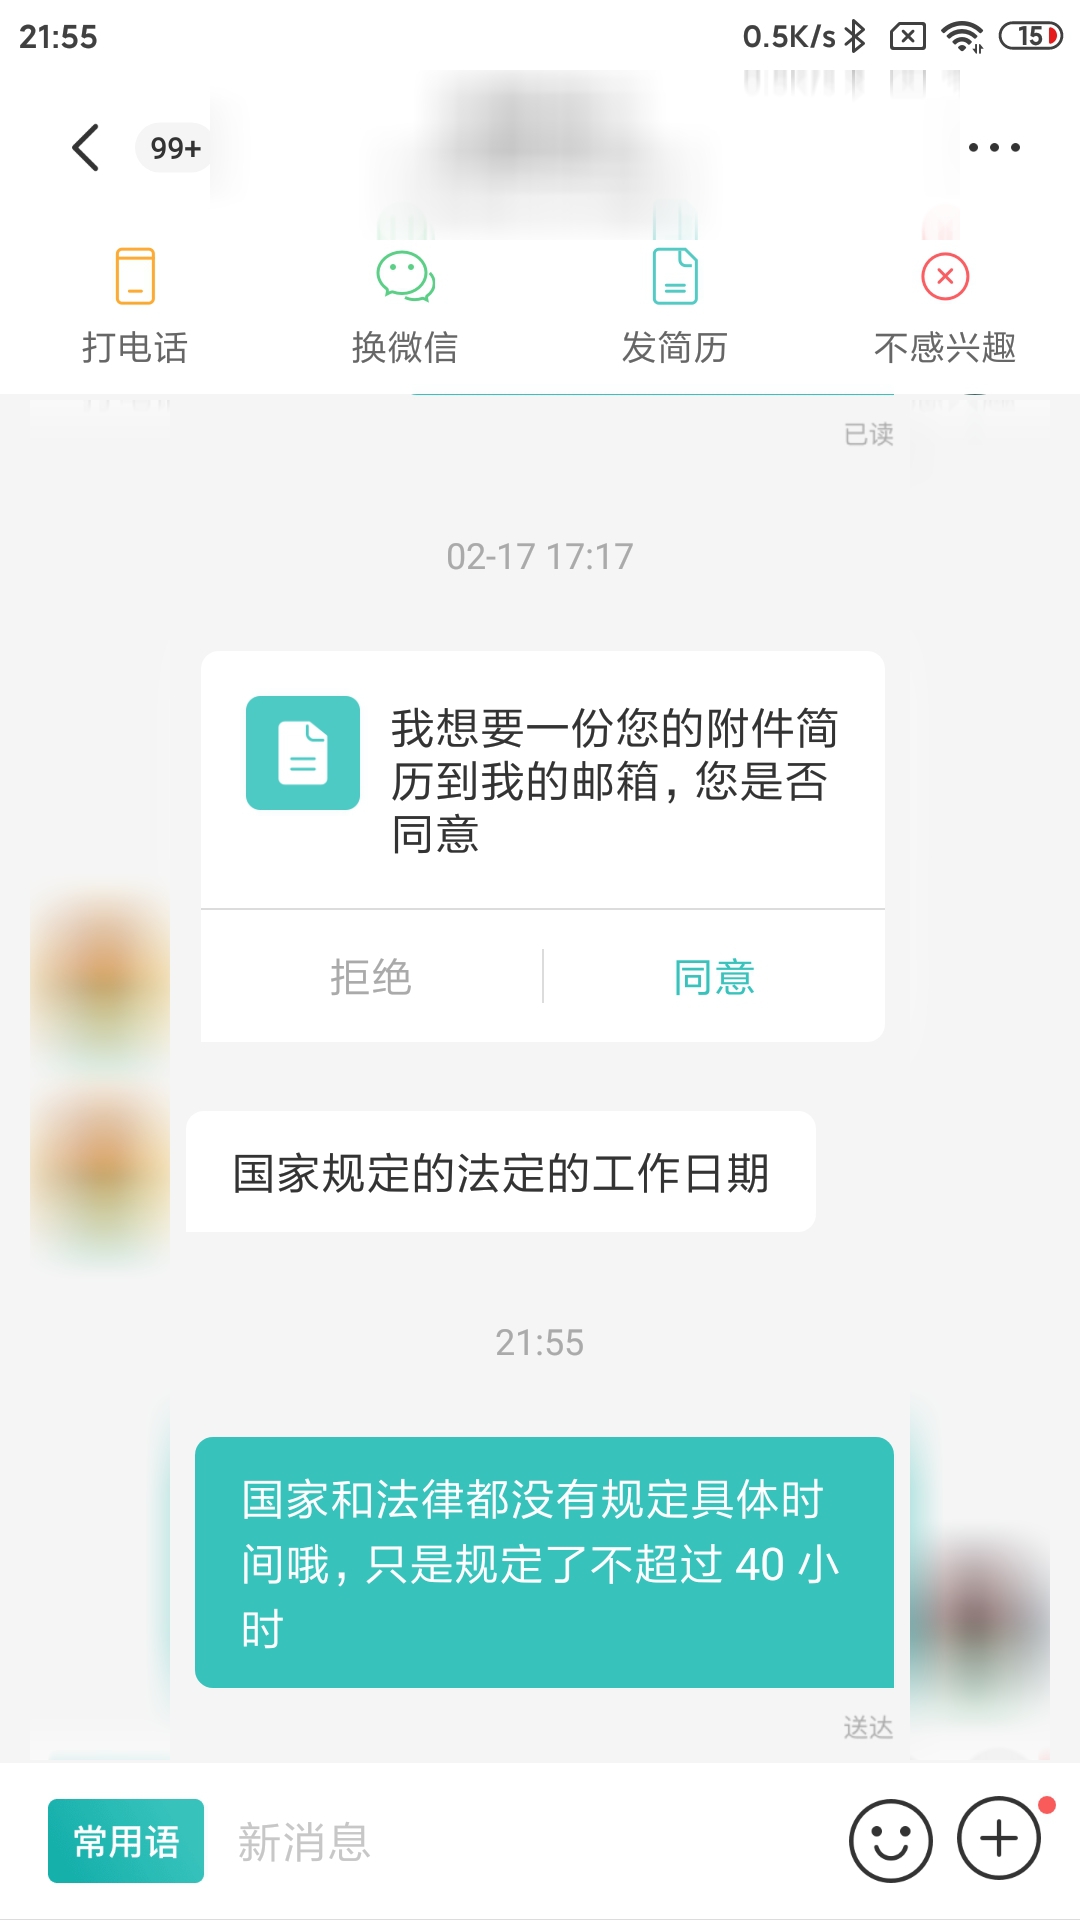 21:55
0.5K/s
15
99+
打电话
换微信
发简历
不感兴趣
已读
02-17 17:17
我想要一份您的附件简
历到我的邮箱，您是否
同意
拒绝
同意
国家规定的法定的工作日期
21:55
国家和法律都没有规定具体时
间哦，只是规定了不超过 40 小
时
送达
常用语
新消息